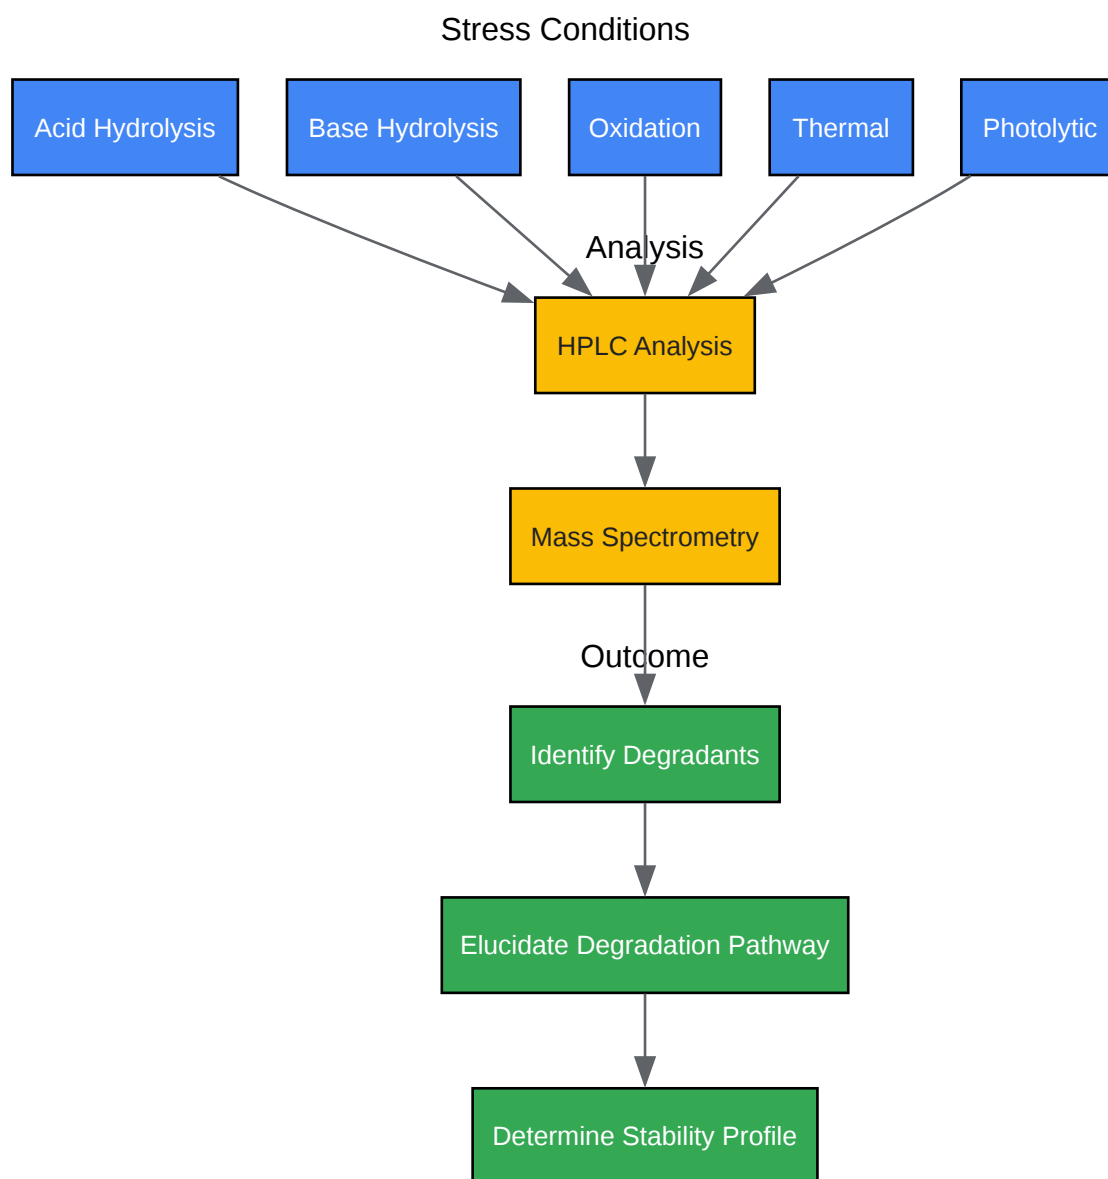 Stress Conditions
Acid Hydrolysis
Base Hydrolysis
Oxidation
Thermal
Photolytic
Analysis
HPLC Analysis
Mass Spectrometry
Outcome
Identify Degradants
Elucidate Degradation Pathway
Determine Stability Profile